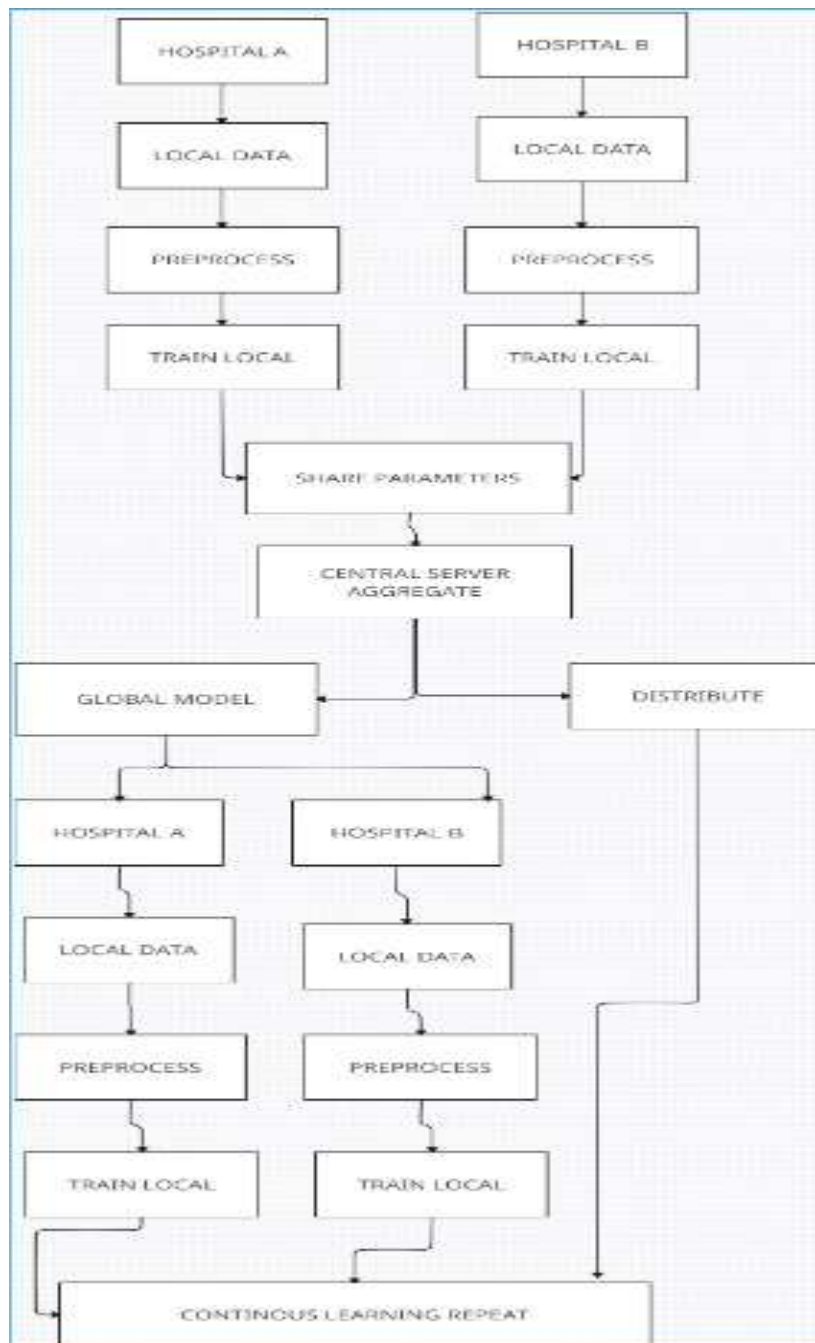 HOSPITAL A
HOSPITAL B
LOCAL DATA
LOCAL DATA
PREPROCESS
PREPROCESS
TRAIN LOCAL
TRAIN LOCAL
SHARE PARAMETERS
CENTRAL SERVER
AGGREGATE
GLOBAL MODEL
DISTRIBUTE
HOSPITAL A
HOSPITAL B
LOCAL DATA
LOCAL DATA
PREPROCESS
PREPROCESS
TRAIN LOCAL
TRAIN LOCAL
CONTINOUS LEARNING REPEAT